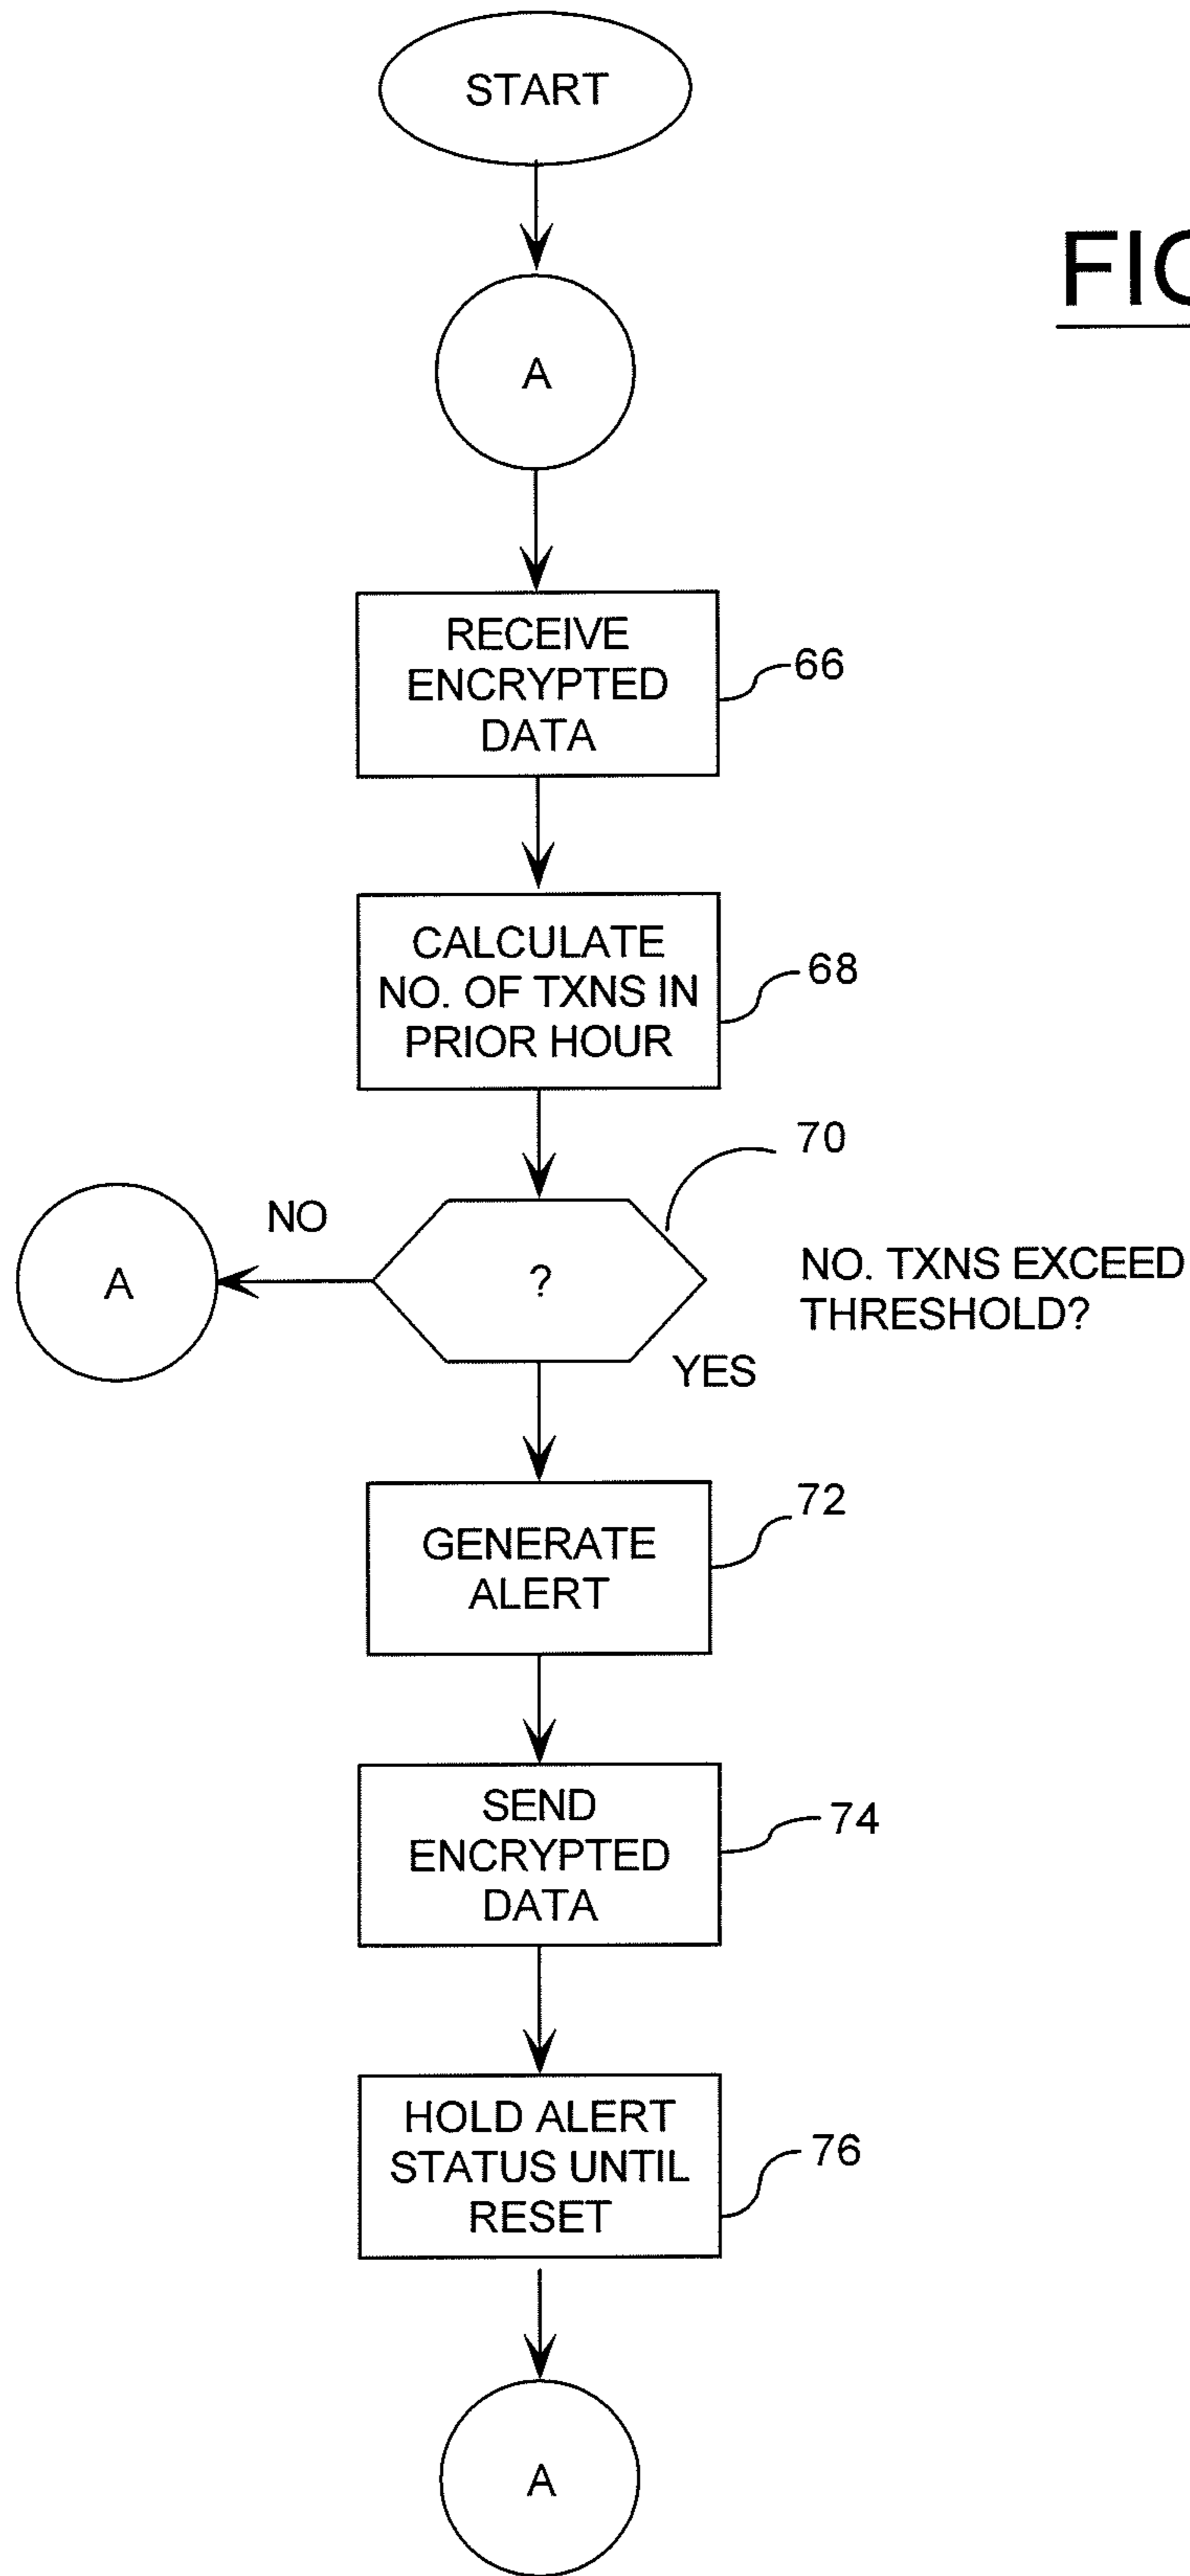 START
A
RECEIVE
ENCRYPTED
DATA
66
CALCULATE
NO. OF TXNS IN
PRIOR HOUR
68
70
NO
A
?
NO. TXNS EXCEED
THRESHOLD?
YES
GENERATE
ALERT
72
SEND
ENCRYPTED
DATA
74
HOLD ALERT
STATUS UNTIL
RESET
76
A